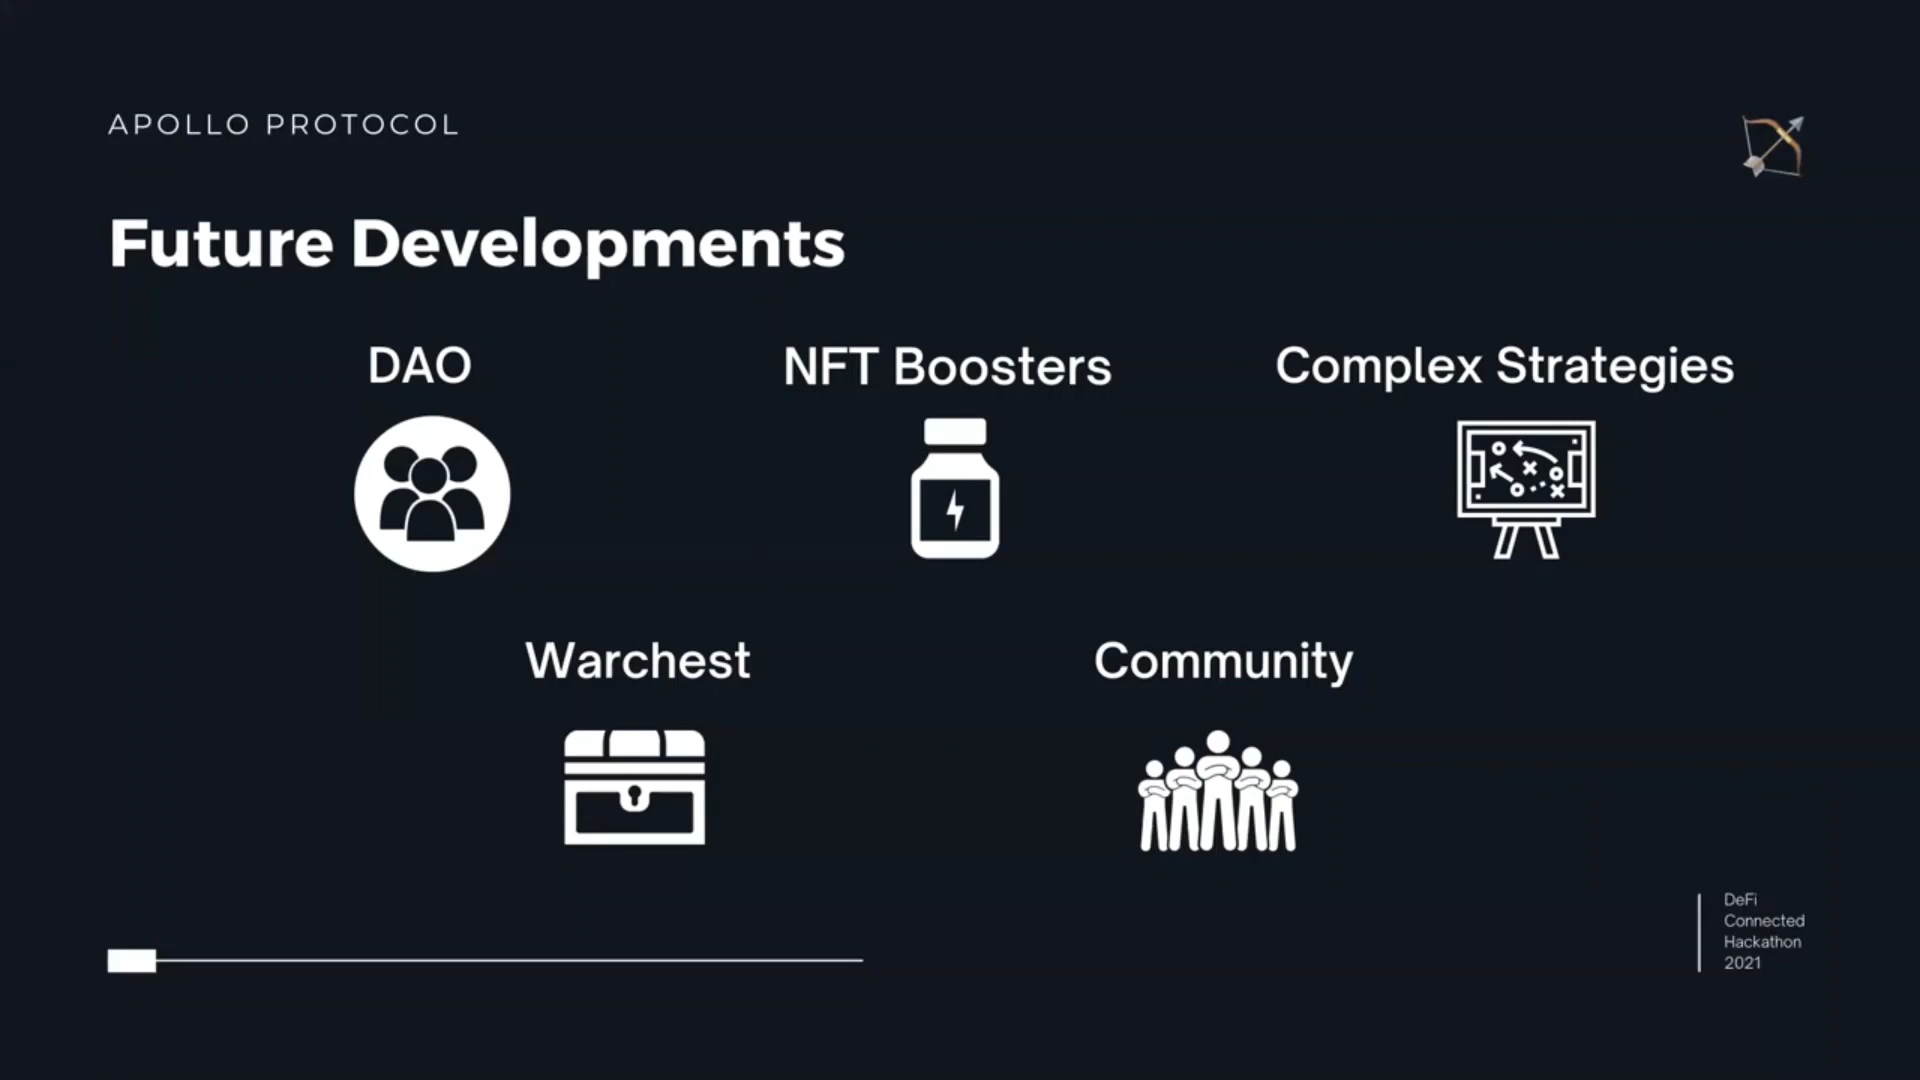 APOLLO PROTOCOL
Future Developments
DAO
NFT Boosters
Complex Strategies
Warchest
Community
DeFi
Connected
Hackathon
2021